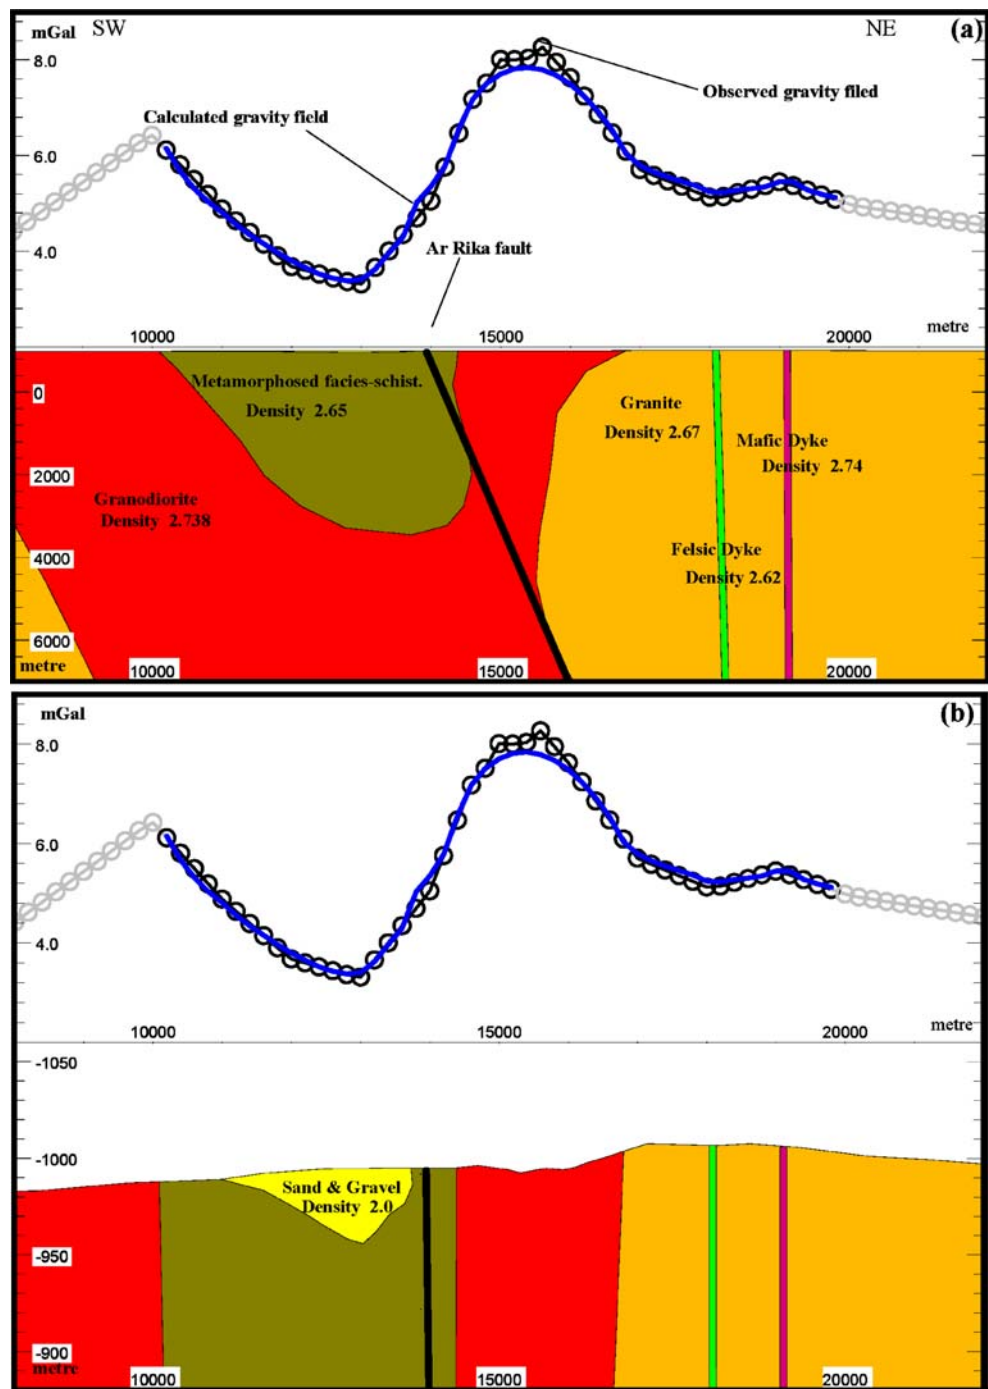 mGal SW NE (a)
8.0
Observed gravity filed
Calculated gravity field
6.0
4.0
Ar Rika fault
10000 15000 20000 metre
0
Metamorphosed facies-schist.
Density 2.65
Granite
Density 2.67
Mafic Dyke
Density 2.74
2000
Granodiorite
Density 2.738
4000
Felsic Dyke
Density 2.62
6000
metre 10000 15000 20000
mGal (b)
8.0
6.0
4.0
10000 15000 20000 metre
-1050
-1000
Sand & Gravel
Density 2.0
-950
-900
metre 10000 15000 20000